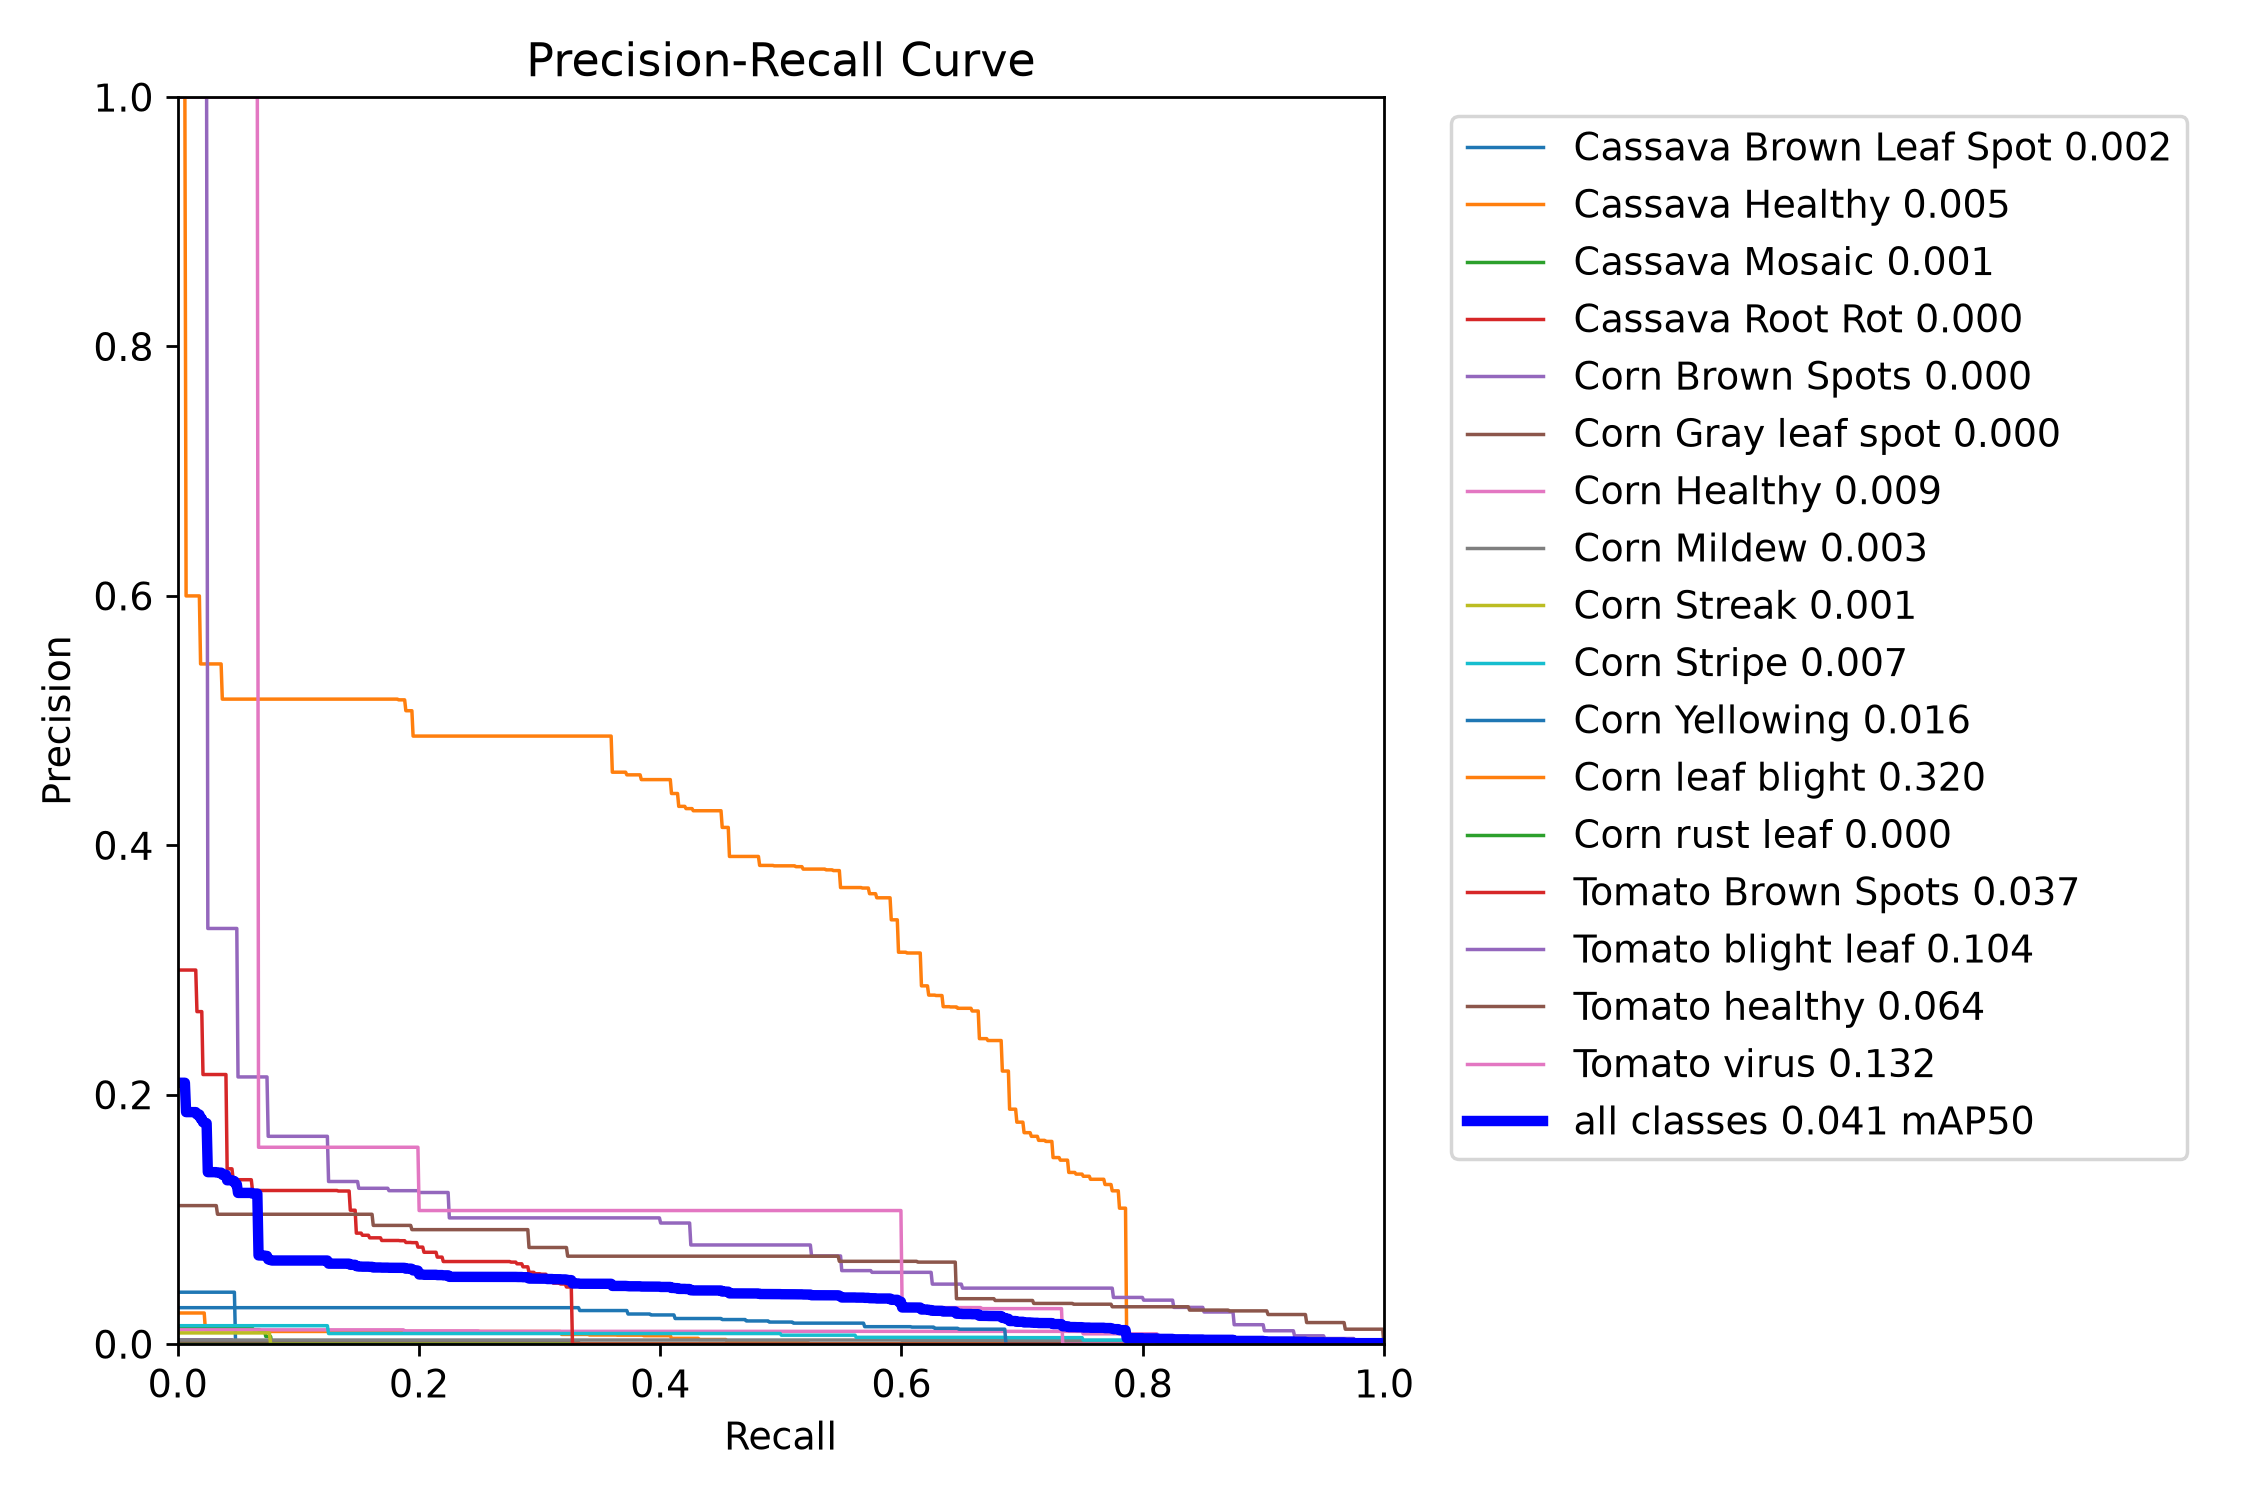 Precision-Recall Curve
1.0
0.8
0.6
0.4
0.2
0.0
Precision
0.0 0.2 0.4 0.6 0.8 1.0
Recall
Cassava Brown Leaf Spot 0.002
Cassava Healthy 0.005
Cassava Mosaic 0.001
Cassava Root Rot 0.000
Corn Brown Spots 0.000
Corn Gray leaf spot 0.000
Corn Healthy 0.009
Corn Mildew 0.003
Corn Streak 0.001
Corn Stripe 0.007
Corn Yellowing 0.016
Corn leaf blight 0.320
Corn rust leaf 0.000
Tomato Brown Spots 0.037
Tomato blight leaf 0.104
Tomato healthy 0.064
Tomato virus 0.132
all classes 0.041 mAP50